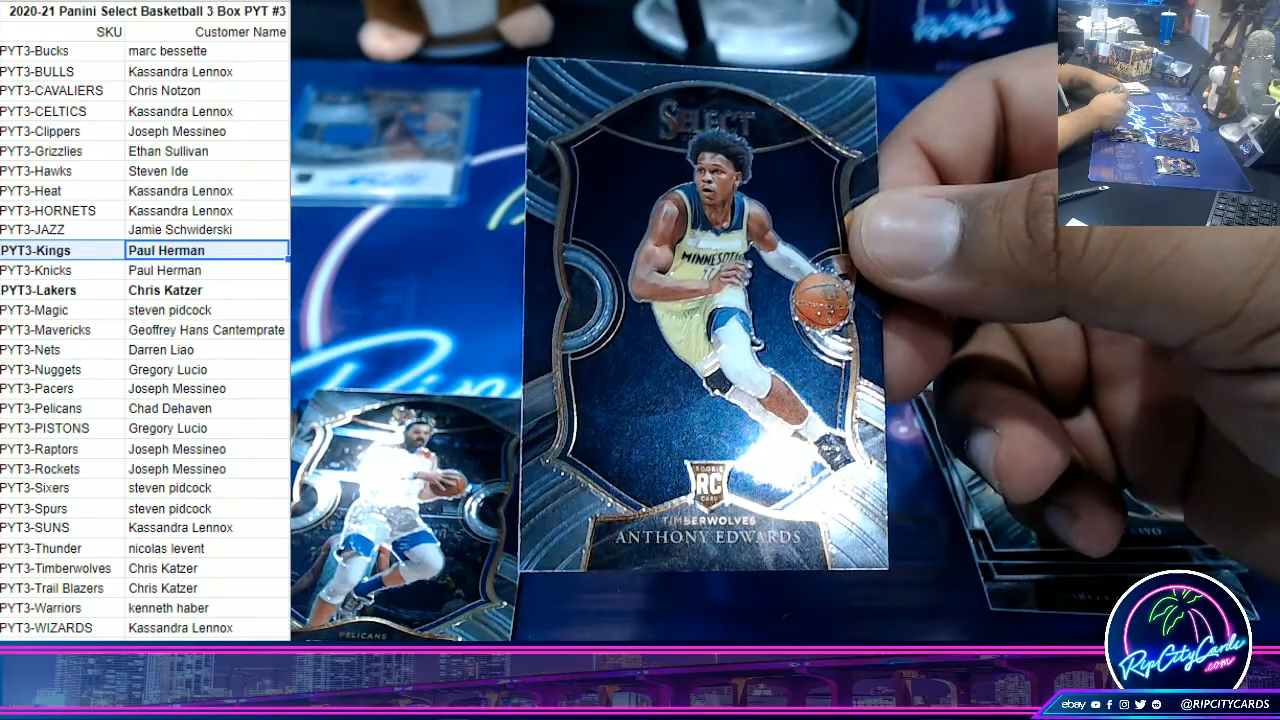 2020-21 Panini Select Basketball 3 Box PYT #3
SKU Customer Name
PYT3-Bucks marc bessette
PYT3-BULLS Kassandra Lennox
PYT3-CAVALIERS Chris Notzon
PYT3-CELTICS Kassandra Lennox
PYT3-Clippers Joseph Messineo
PYT3-Grizzlies Ethan Sullivan
PYT3-Hawks Steven Ide
PYT3-Heat Kassandra Lennox
PYT3-HORNETS Kassandra Lennox
PYT3-JAZZ Jamie Schwiderski
PYT3-Kings Paul Herman
PYT3-Knicks Paul Herman
PYT3-Lakers Chris Katzer
PYT3-Magic steven pidcock
PYT3-Mavericks Geoffrey Hans Cantemprate
PYT3-Nets Darren Liao
PYT3-Nuggets Gregory Lucio
PYT3-Pacers Joseph Messineo
PYT3-Pelicans Chad Dehaven
PYT3-PISTONS Gregory Lucio
PYT3-Raptors Joseph Messineo
PYT3-Rockets Joseph Messineo
PYT3-Sixers steven pidcock
PYT3-Spurs steven pidcock
PYT3-SUNS Kassandra Lennox
PYT3-Thunder nicolas levent
PYT3-Timberwolves Chris Katzer
PYT3-Trail Blazers Chris Katzer
PYT3-Warriors kenneth haber
PYT3-WIZARDS Kassandra Lennox
SELECT
MINNESOTA
ROOKIE
RC
CARD
TIMBERWOLVES
ANTHONY EDWARDS
PELICANS
RipCityCards
.com
ebay @RIPCITYCARDS